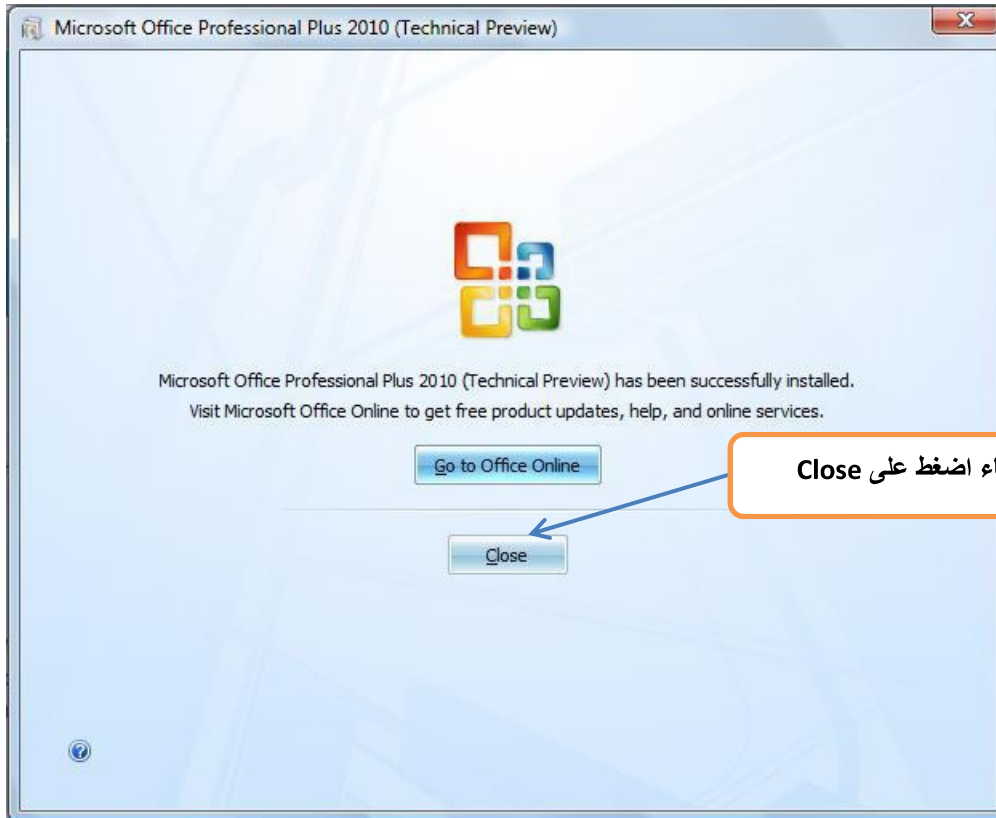 Microsoft Office Professional Plus 2010 (Technical Preview)
Microsoft Office Professional Plus 2010 (Technical Preview) has been successfully installed.
Visit Microsoft Office Online to get free product updates, help, and online services.
Go to Office Online
اضغط على Close
Close